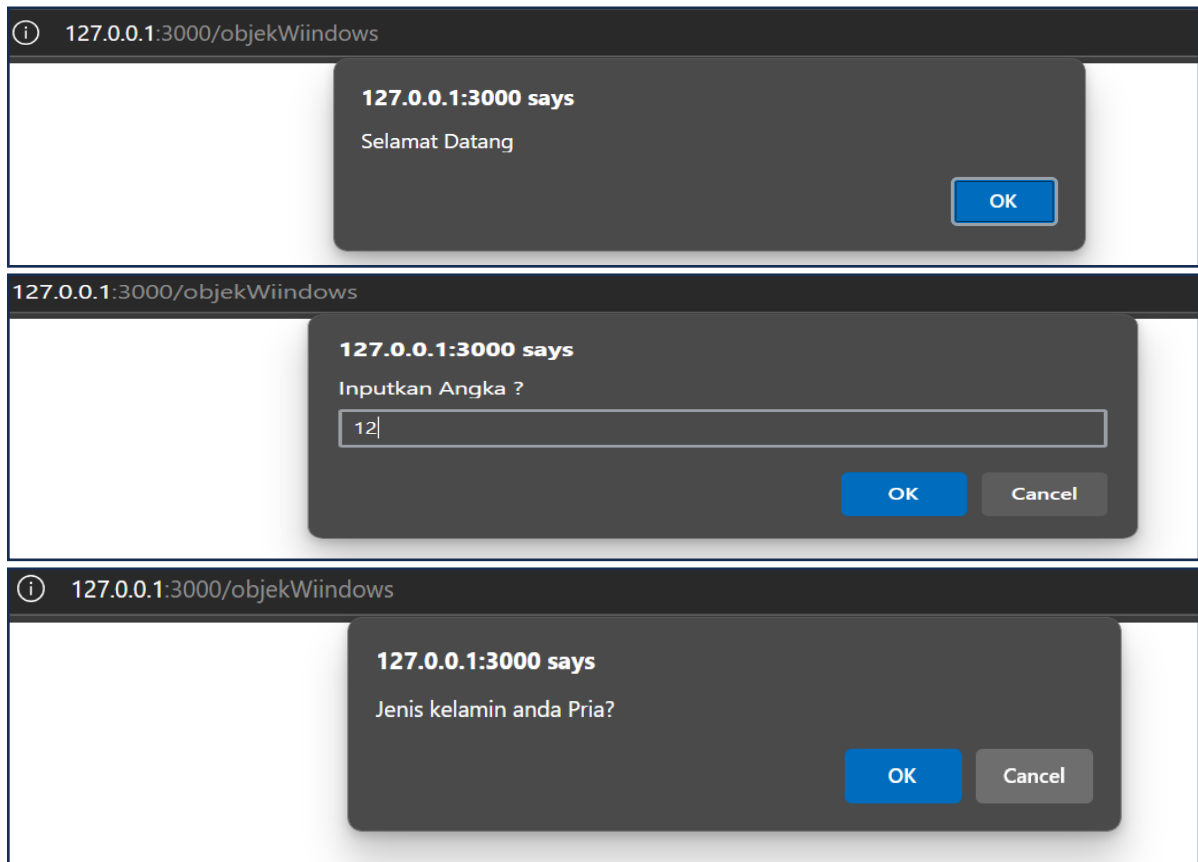 127.0.0.1:3000/objekWiindows
127.0.0.1:3000 says
Selamat Datang
OK
127.0.0.1:3000/objekWiindows
127.0.0.1:3000 says
Inputkan Angka ?
12
OK Cancel
127.0.0.1:3000/objekWiindows
127.0.0.1:3000 says
Jenis kelamin anda Pria?
OK Cancel